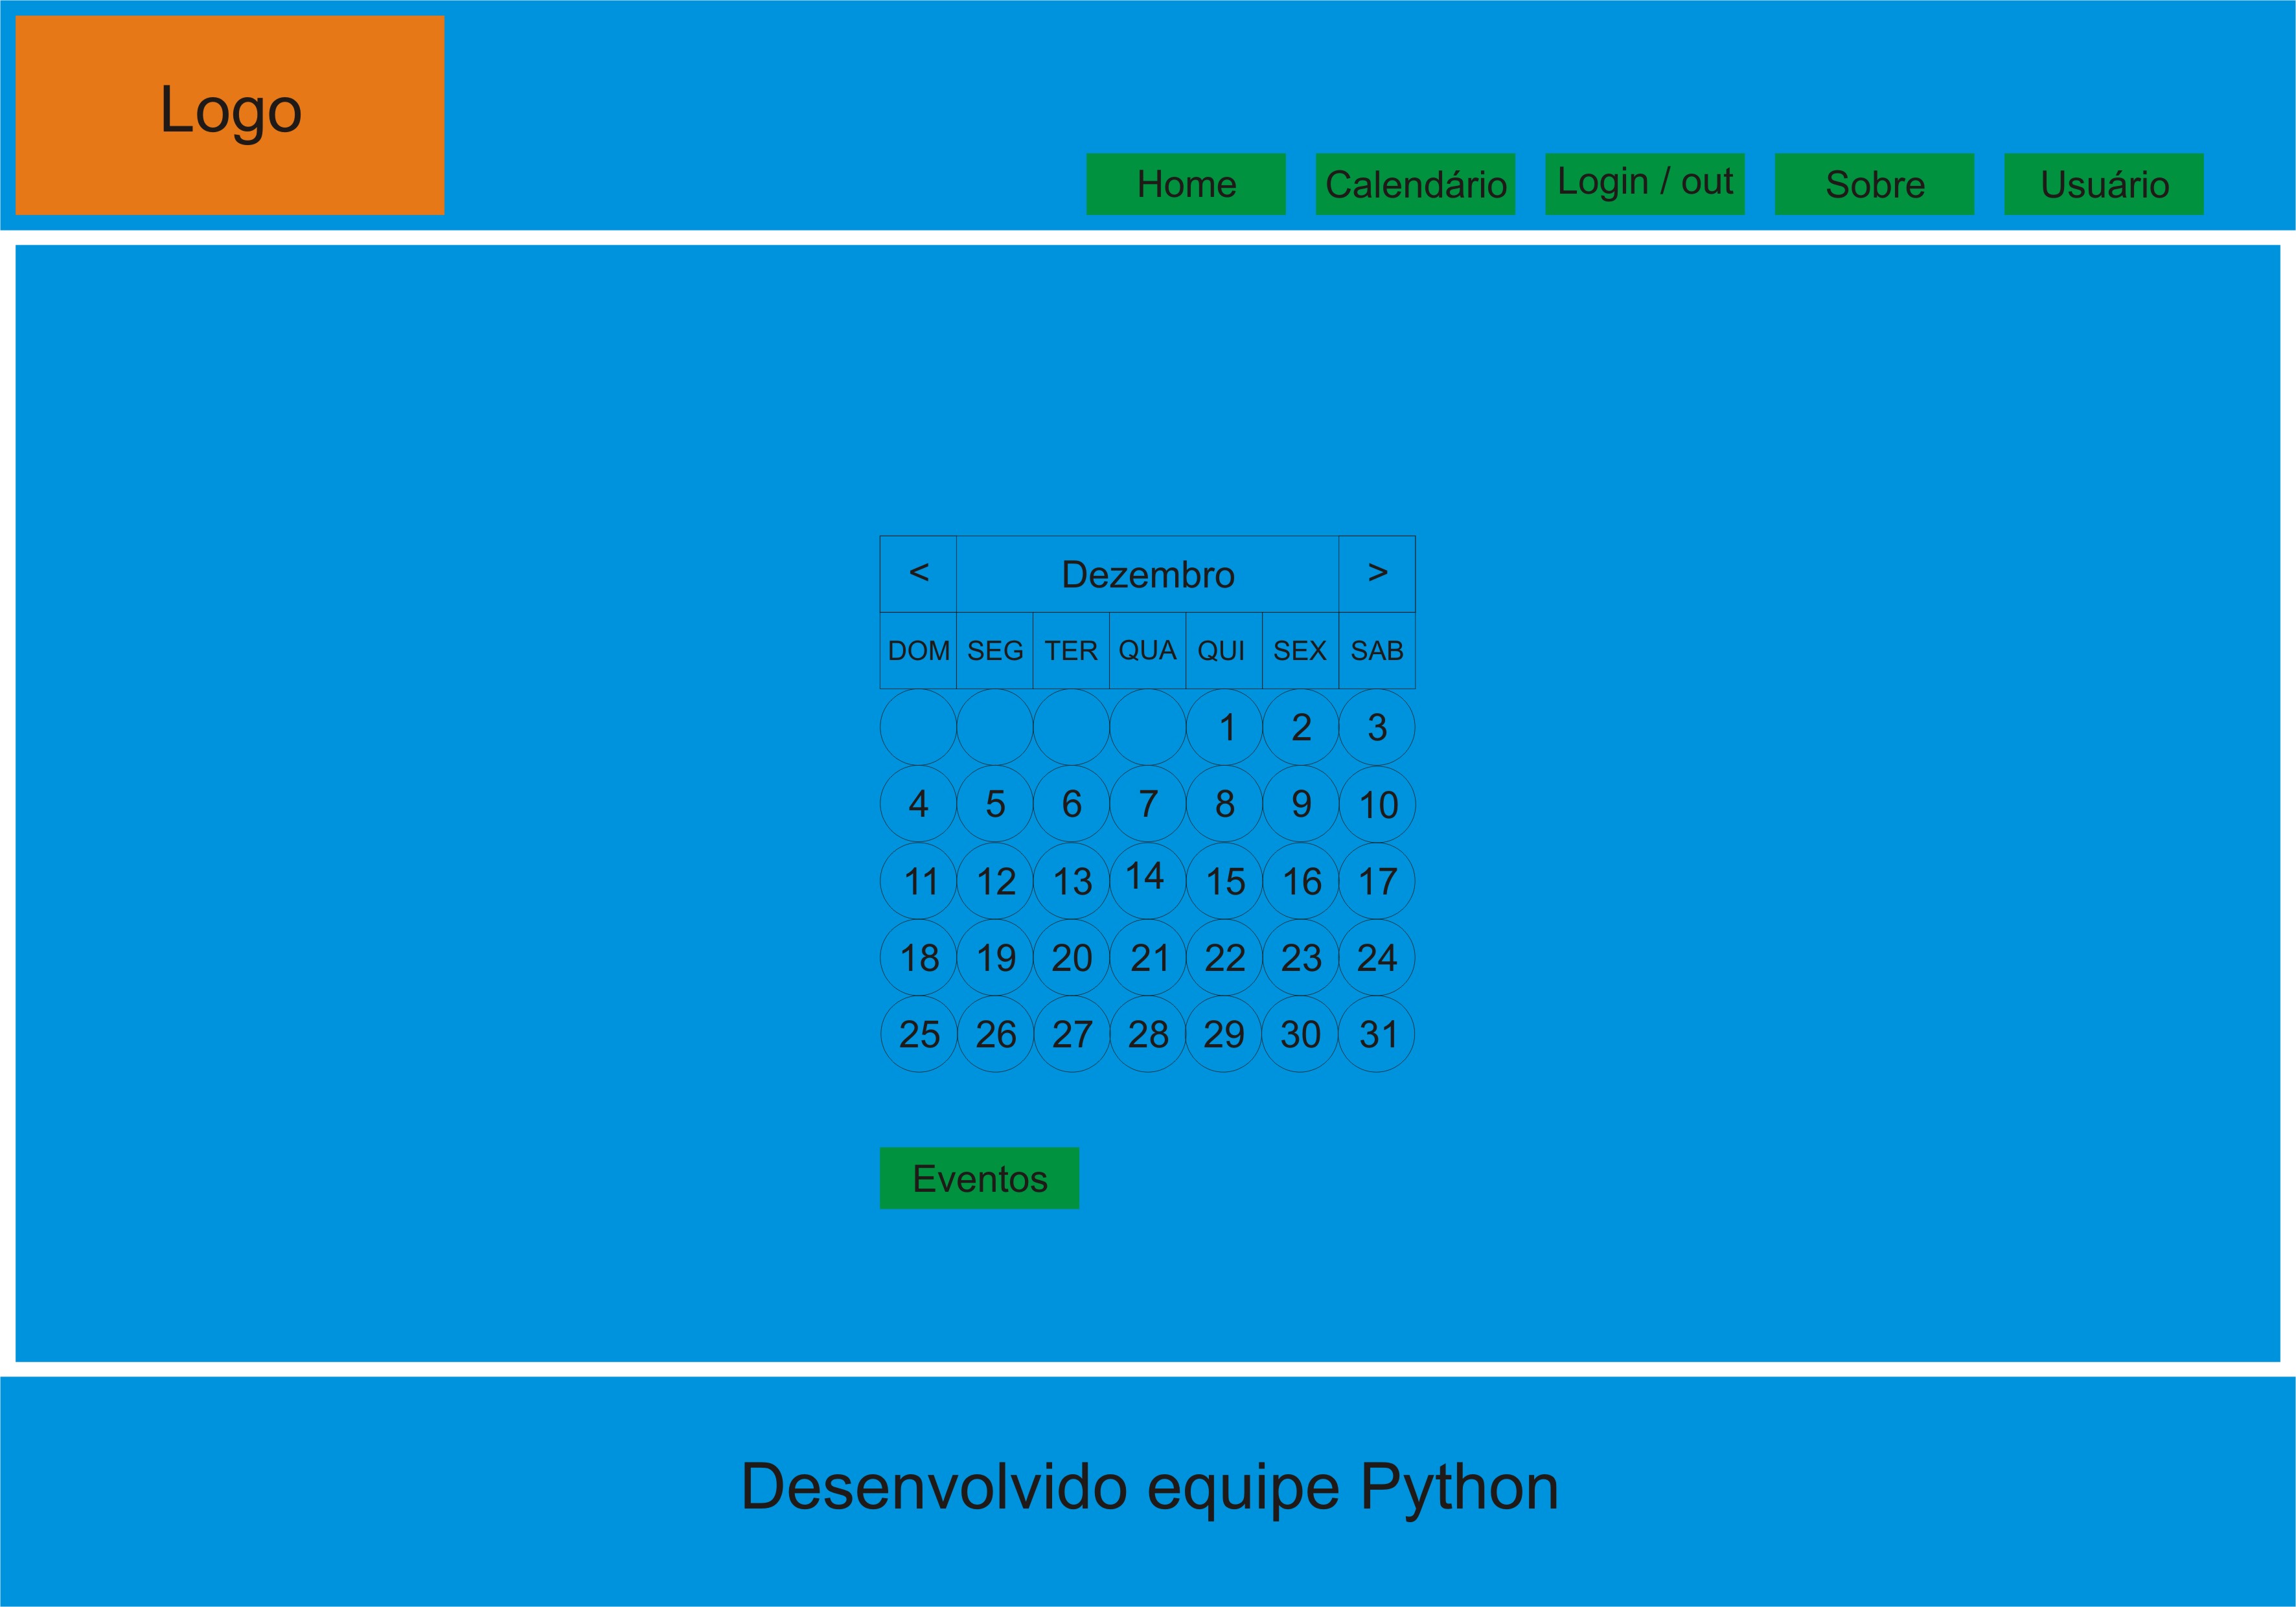 Logo
Home Calendário Login / out Sobre Usuário
< Dezembro >
DOM SEG TER QUA QUI SEX SAB
1 2 3
4 5 6 7 8 9 10
11 12 13 14 15 16 17
18 19 20 21 22 23 24
25 26 27 28 29 30 31
Eventos
Desenvolvido equipe Python